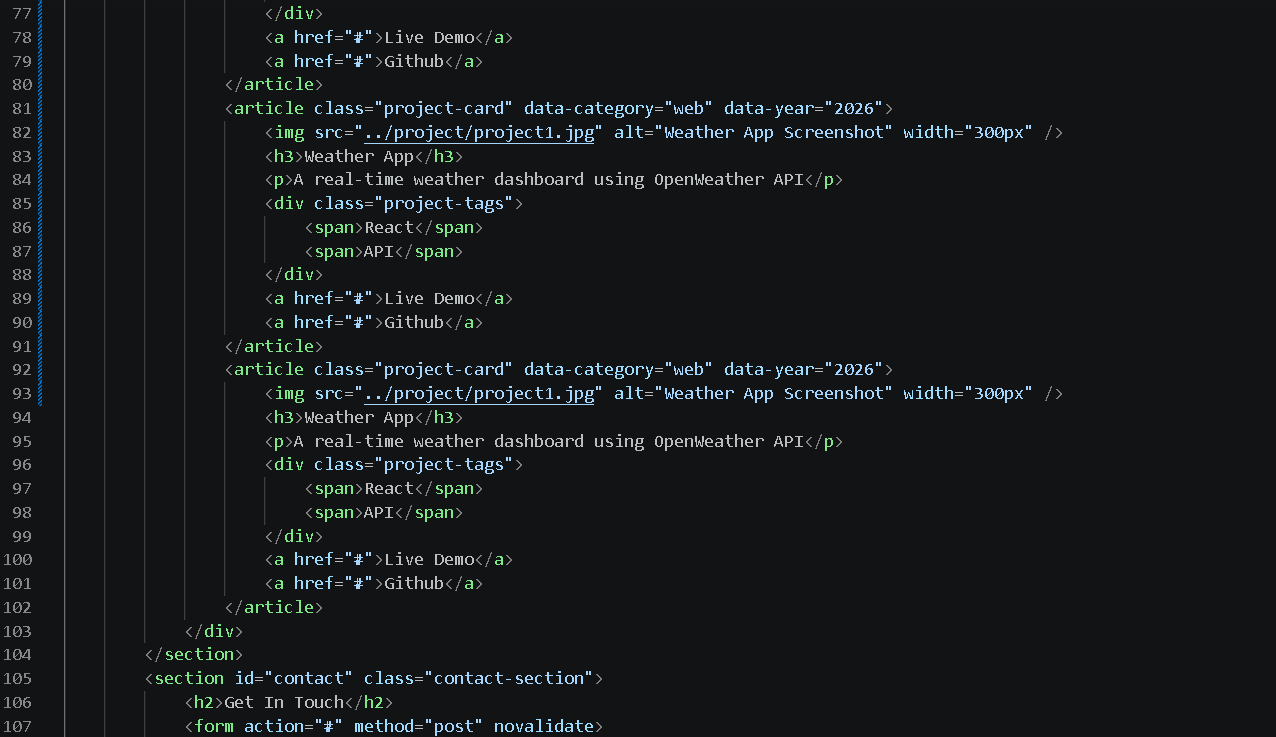 77 </div>
78 <a href="#">Live Demo</a>
79 <a href="#">Github</a>
80 </article>
81 <article class="project-card" data-category="web" data-year="2026">
82 <img src="../project/project1.jpg" alt="Weather App Screenshot" width="300px" />
83 <h3>Weather App</h3>
84 <p>A real-time weather dashboard using OpenWeather API</p>
85 <div class="project-tags">
86 <span>React</span>
87 <span>API</span>
88 </div>
89 <a href="#">Live Demo</a>
90 <a href="#">Github</a>
91 </article>
92 <article class="project-card" data-category="web" data-year="2026">
93 <img src="../project/project1.jpg" alt="Weather App Screenshot" width="300px" />
94 <h3>Weather App</h3>
95 <p>A real-time weather dashboard using OpenWeather API</p>
96 <div class="project-tags">
97 <span>React</span>
98 <span>API</span>
99 </div>
100 <a href="#">Live Demo</a>
101 <a href="#">Github</a>
102 </article>
103 </div>
104 </section>
105 <section id="contact" class="contact-section">
106 <h2>Get In Touch</h2>
107 <form action="#" method="post" novalidate>